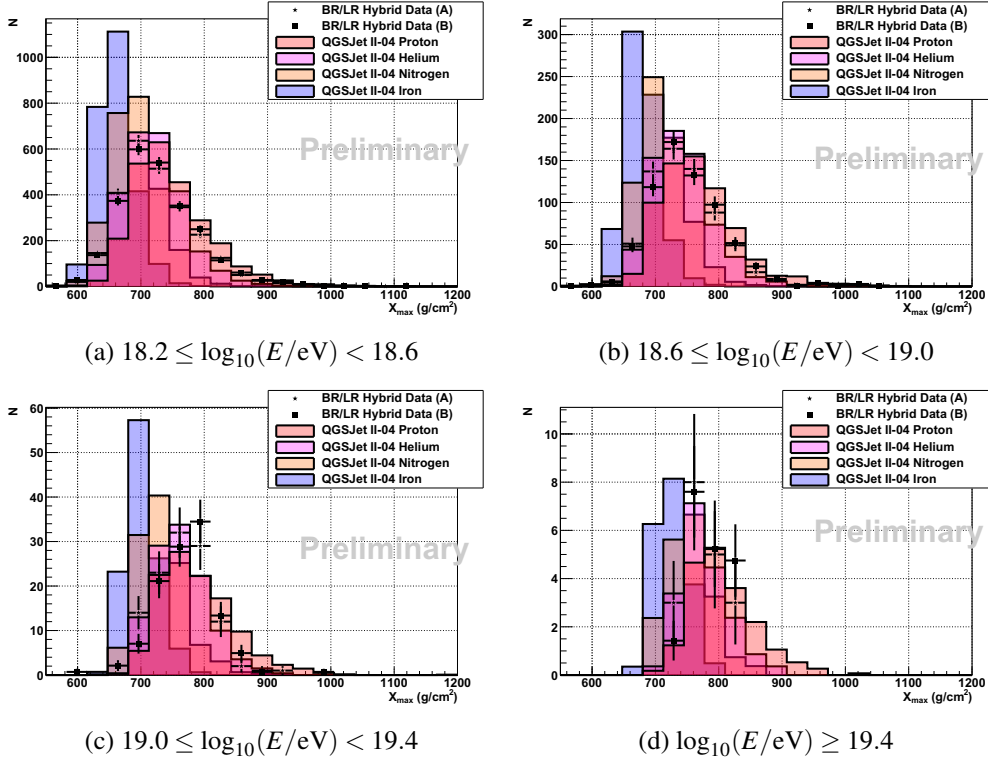 N
1000
800
600
400
200
0
600 700 800 900 1000 1100 1200
X_max (g/cm²)
BR/LR Hybrid Data (A)
BR/LR Hybrid Data (B)
QGSJet II-04 Proton
QGSJet II-04 Helium
QGSJet II-04 Nitrogen
QGSJet II-04 Iron
Preliminary
(a) 18.2 ≤ log₁₀(E/eV) < 18.6
N
300
250
200
150
100
50
0
600 700 800 900 1000 1100 1200
X_max (g/cm²)
BR/LR Hybrid Data (A)
BR/LR Hybrid Data (B)
QGSJet II-04 Proton
QGSJet II-04 Helium
QGSJet II-04 Nitrogen
QGSJet II-04 Iron
Preliminary
(b) 18.6 ≤ log₁₀(E/eV) < 19.0
N
60
50
40
30
20
10
0
600 700 800 900 1000 1100 1200
X_max (g/cm²)
BR/LR Hybrid Data (A)
BR/LR Hybrid Data (B)
QGSJet II-04 Proton
QGSJet II-04 Helium
QGSJet II-04 Nitrogen
QGSJet II-04 Iron
Preliminary
(c) 19.0 ≤ log₁₀(E/eV) < 19.4
N
10
8
6
4
2
0
600 700 800 900 1000 1100 1200
X_max (g/cm²)
BR/LR Hybrid Data (A)
BR/LR Hybrid Data (B)
QGSJet II-04 Proton
QGSJet II-04 Helium
QGSJet II-04 Nitrogen
QGSJet II-04 Iron
Preliminary
(d) log₁₀(E/eV) ≥ 19.4